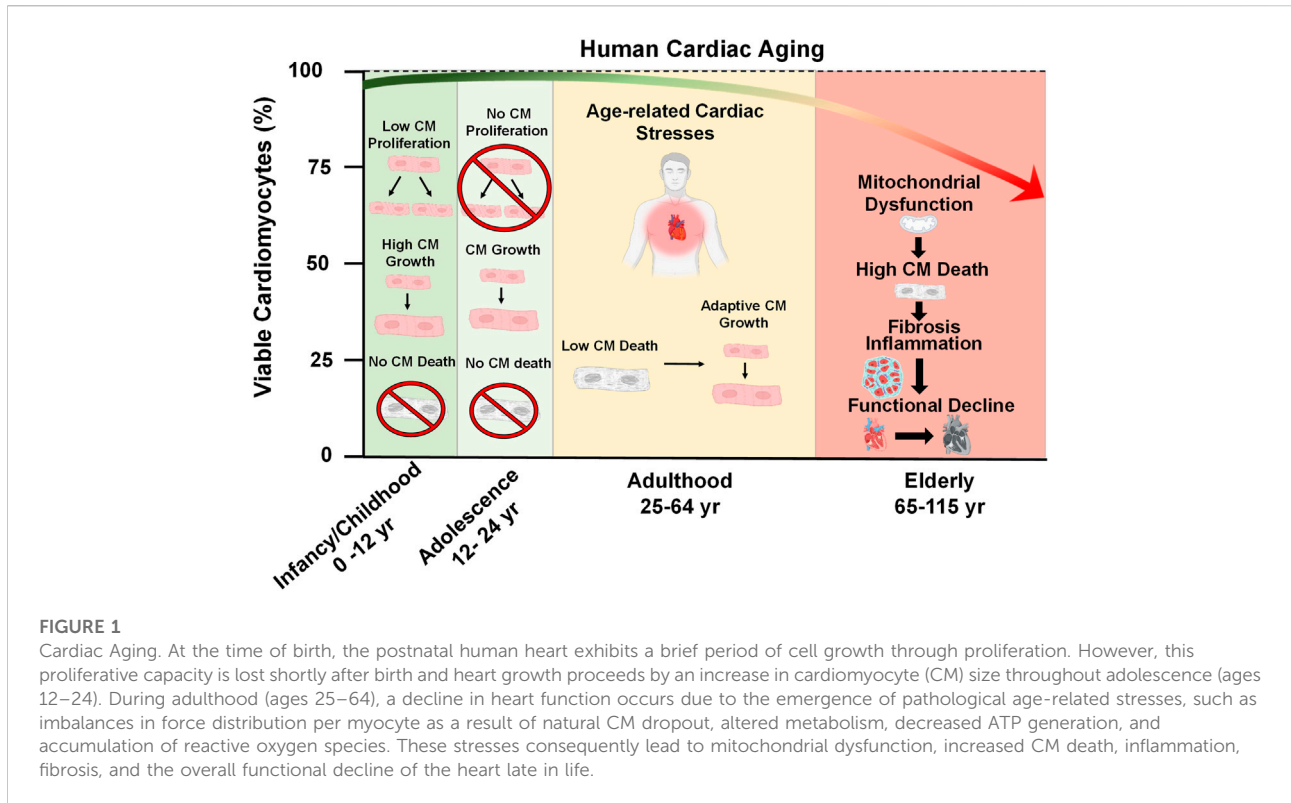 Human Cardiac Aging
Viable Cardiomyocytes (%)
100
75
50
25
0
Low CM
Proliferation
High CM
Growth
No CM Death
No CM
Proliferation
CM Growth
No CM death
Age-related Cardiac
Stresses
Low CM Death
Adaptive CM
Growth
Mitochondrial
Dysfunction
High CM Death
Fibrosis
Inflammation
Functional Decline
Infancy/Childhood
0 -12 yr
Adolescence
12- 24 yr
Adulthood
25-64 yr
Elderly
65-115 yr
FIGURE 1
Cardiac Aging. At the time of birth, the postnatal human heart exhibits a brief period of cell growth through proliferation. However, this
proliferative capacity is lost shortly after birth and heart growth proceeds by an increase in cardiomyocyte (CM) size throughout adolescence (ages
12–24). During adulthood (ages 25–64), a decline in heart function occurs due to the emergence of pathological age-related stresses, such as
imbalances in force distribution per myocyte as a result of natural CM dropout, altered metabolism, decreased ATP generation, and
accumulation of reactive oxygen species. These stresses consequently lead to mitochondrial dysfunction, increased CM death, inflammation,
fibrosis, and the overall functional decline of the heart late in life.